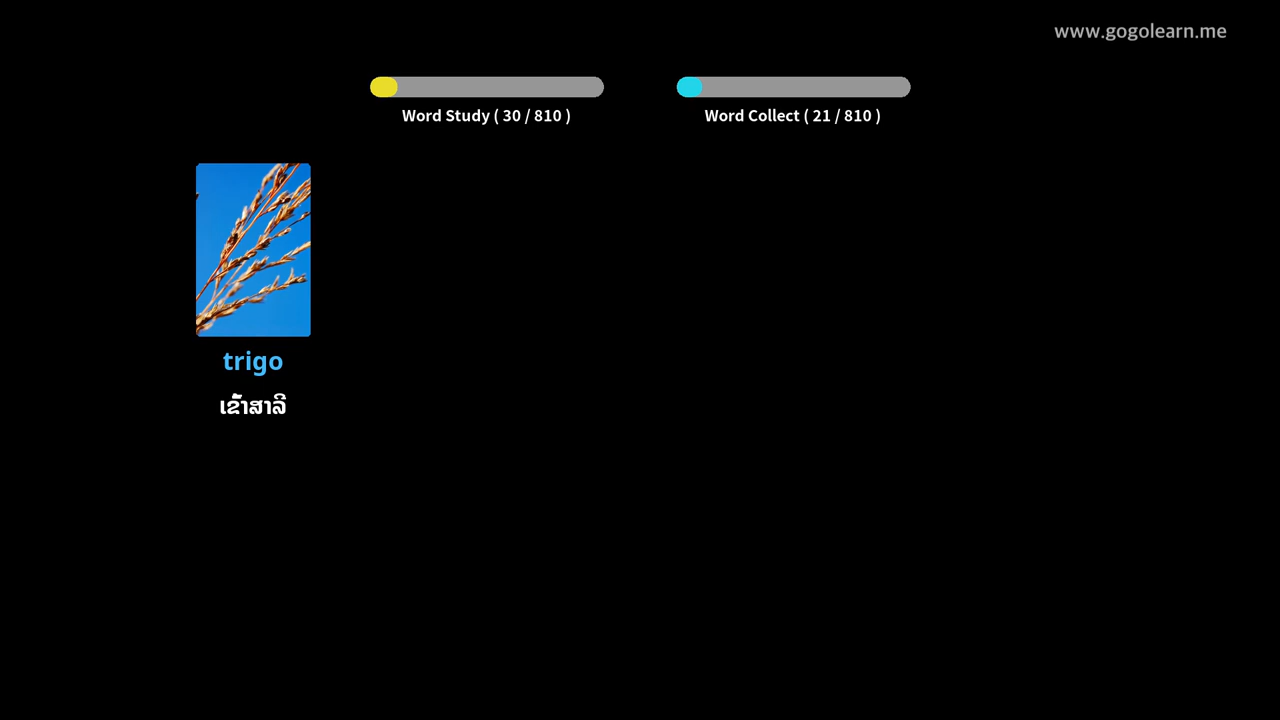 www.gogolearn.me
Word Study ( 30 / 810 )
Word Collect ( 21 / 810 )
trigo
ເຂົ້າສາລີ